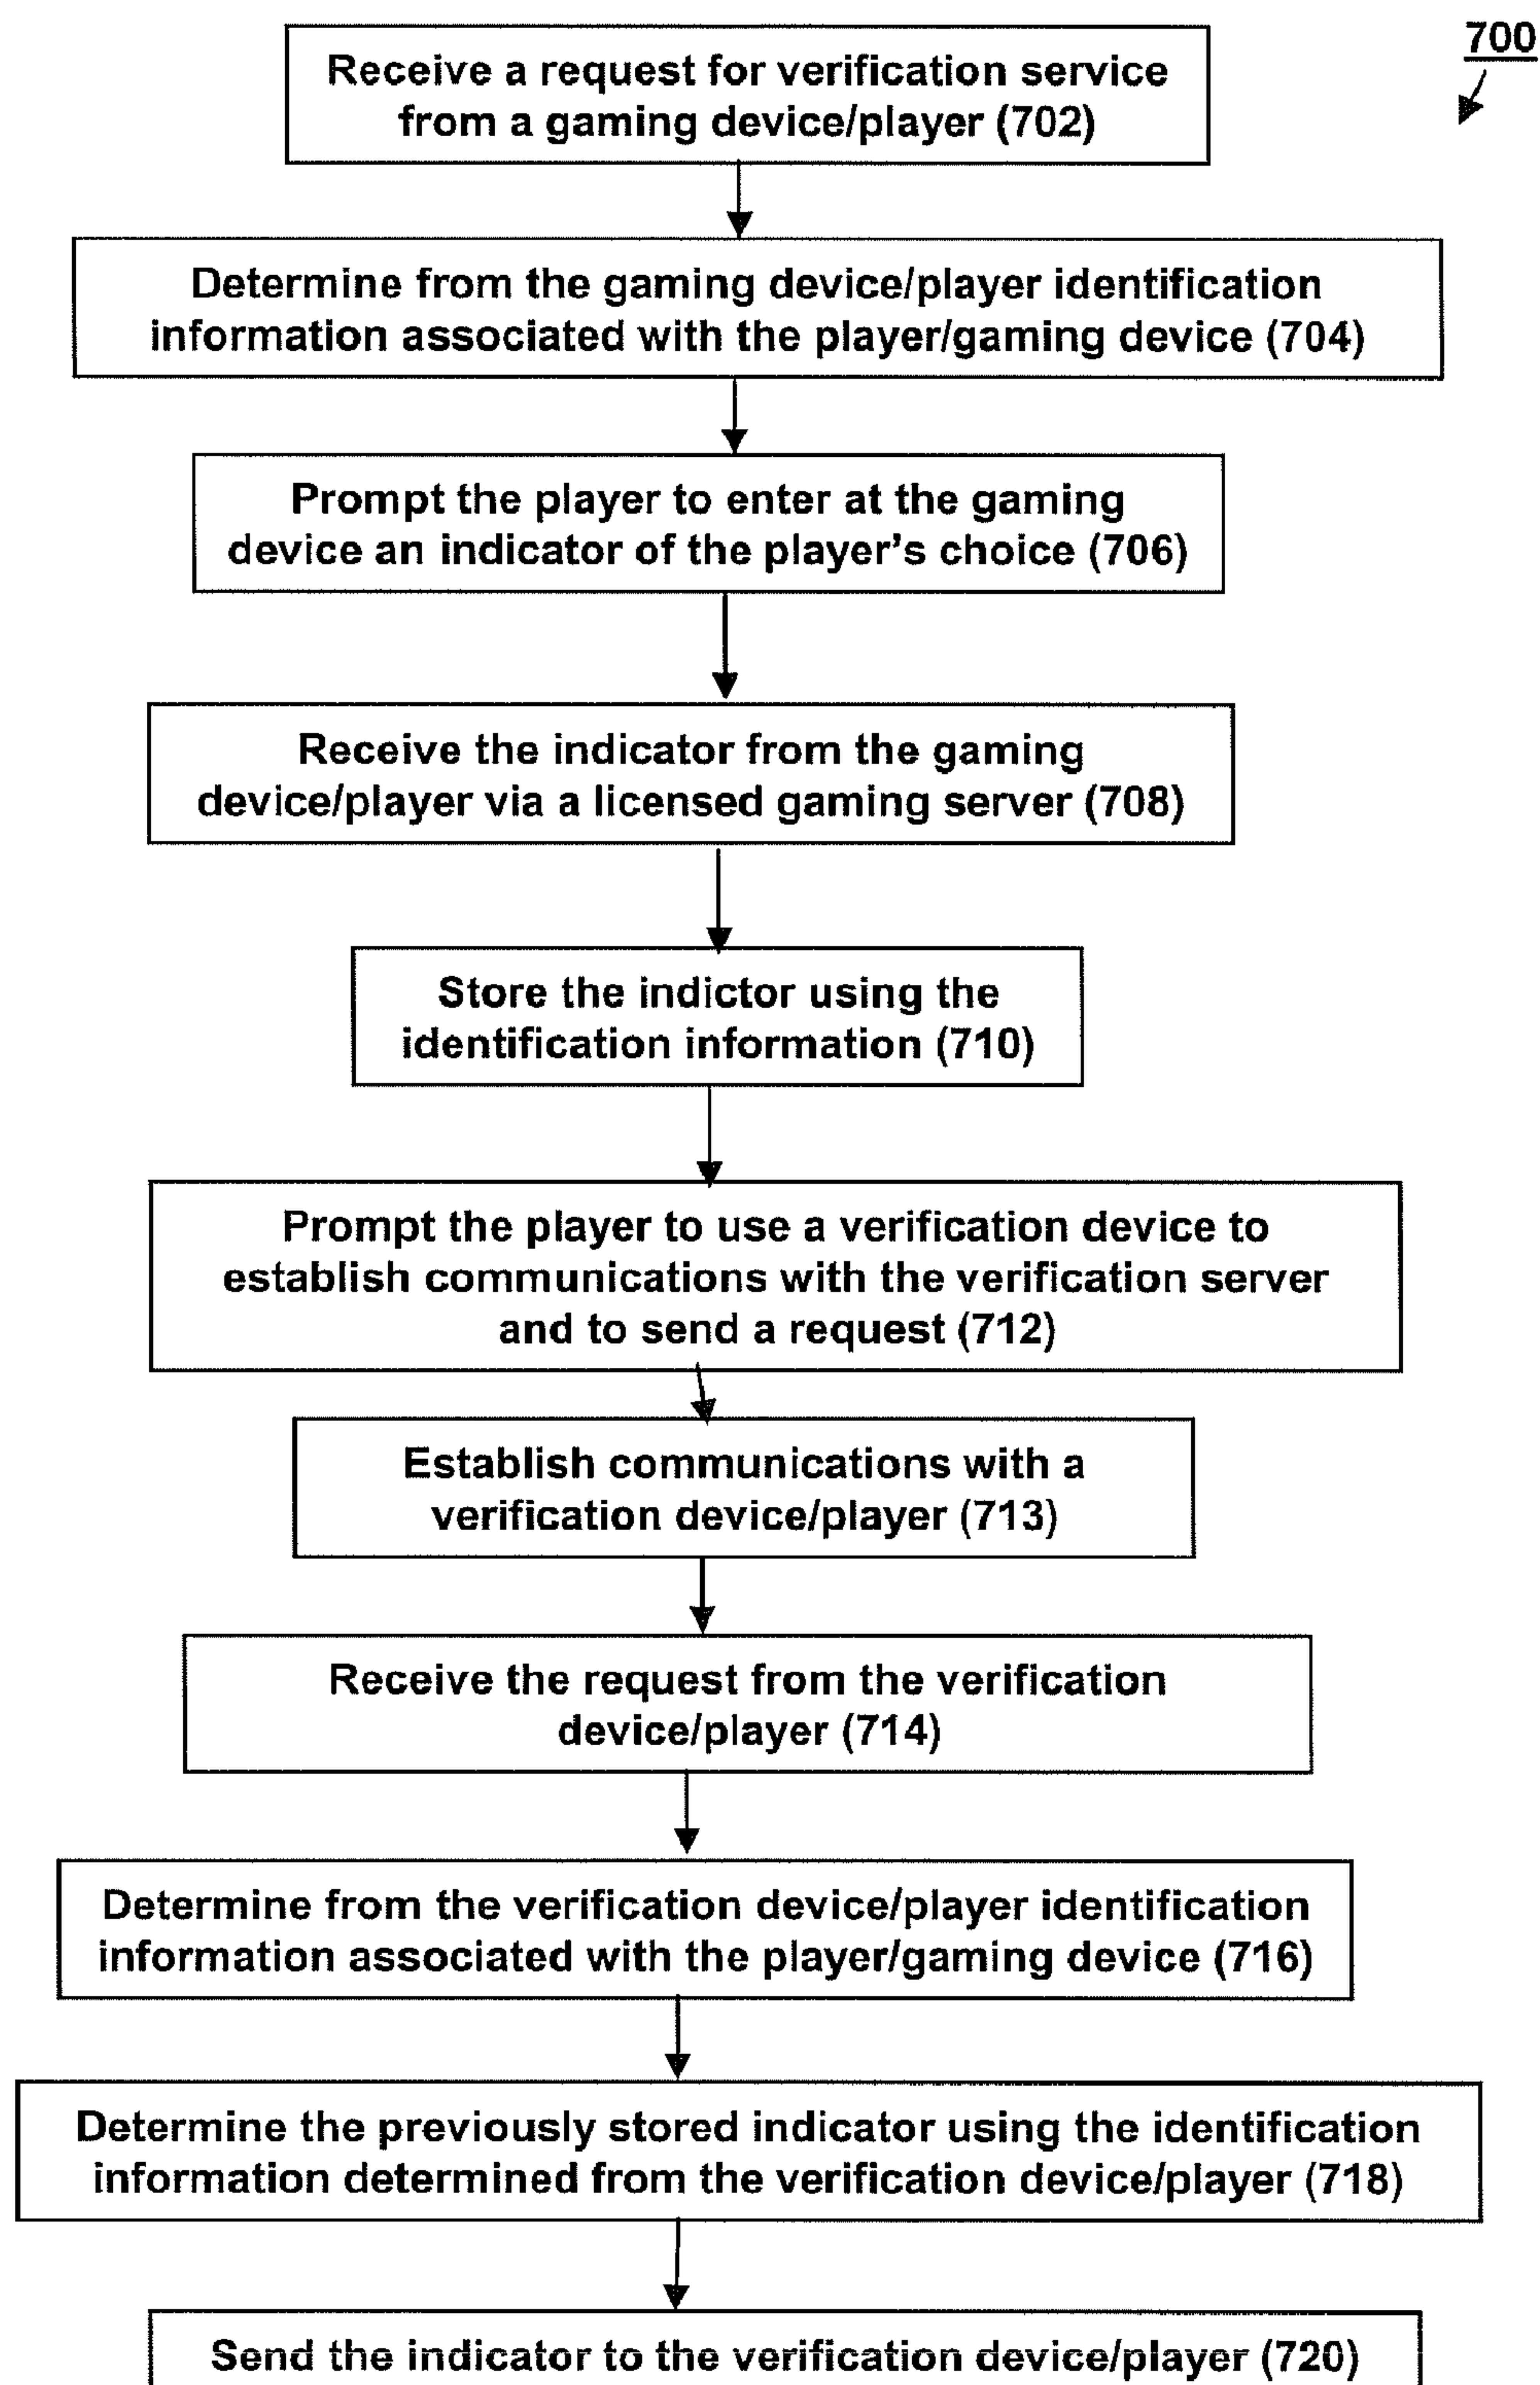 700
Receive a request for verification service
from a gaming device/player (702)
Determine from the gaming device/player identification
information associated with the player/gaming device (704)
Prompt the player to enter at the gaming
device an indicator of the player's choice (706)
Receive the indicator from the gaming
device/player via a licensed gaming server (708)
Store the indictor using the
identification information (710)
Prompt the player to use a verification device to
establish communications with the verification server
and to send a request (712)
Establish communications with a
verification device/player (713)
Receive the request from the verification
device/player (714)
Determine from the verification device/player identification
information associated with the player/gaming device (716)
Determine the previously stored indicator using the identification
information determined from the verification device/player (718)
Send the indicator to the verification device/player (720)